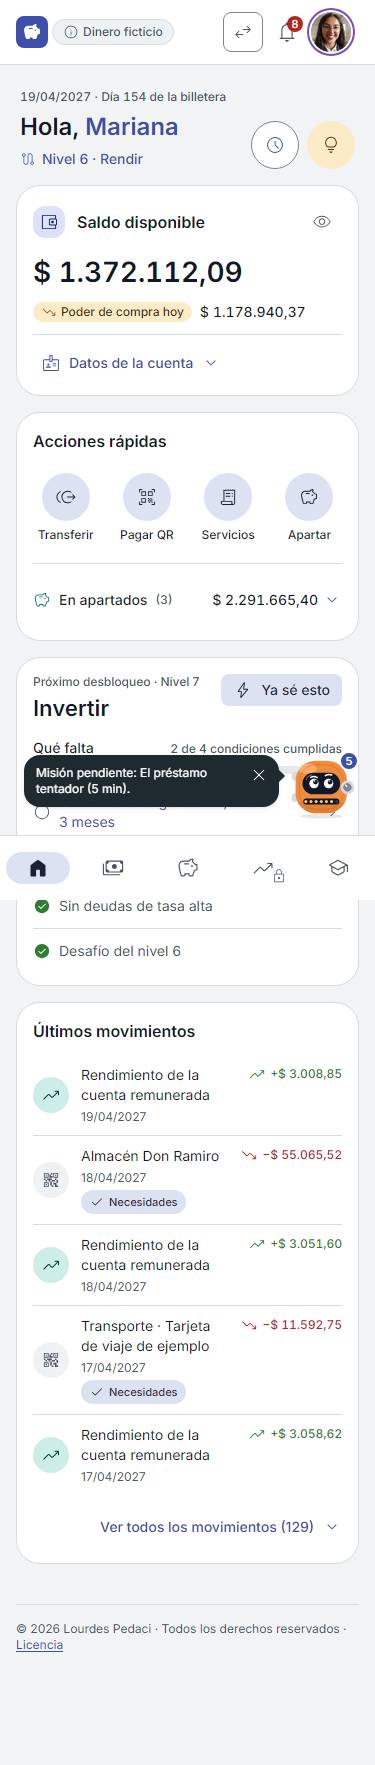 Dinero ficticio
8
19/04/2027 · Día 154 de la billetera
Hola, Mariana
Nivel 6 · Rendir
Saldo disponible
$ 1.372.112,09
Poder de compra hoy $ 1.178.940,37
Datos de la cuenta
Acciones rápidas
Transferir Pagar QR Servicios Apartar
En apartados (3) $ 2.291.665,40
Próximo desbloqueo · Nivel 7
Invertir
Ya sé esto
Qué falta 2 de 4 condiciones cumplidas
Misión pendiente: El préstamo
tentador (5 min).
5
3 meses
Sin deudas de tasa alta
Desafío del nivel 6
Últimos movimientos
Rendimiento de la
cuenta remunerada
19/04/2027
+$ 3.008,85
Almacén Don Ramiro
18/04/2027
Necesidades
−$ 55.065,52
Rendimiento de la
cuenta remunerada
18/04/2027
+$ 3.051,60
Transporte · Tarjeta
de viaje de ejemplo
17/04/2027
Necesidades
−$ 11.592,75
Rendimiento de la
cuenta remunerada
17/04/2027
+$ 3.058,62
Ver todos los movimientos (129)
© 2026 Lourdes Pedaci · Todos los derechos reservados ·
Licencia